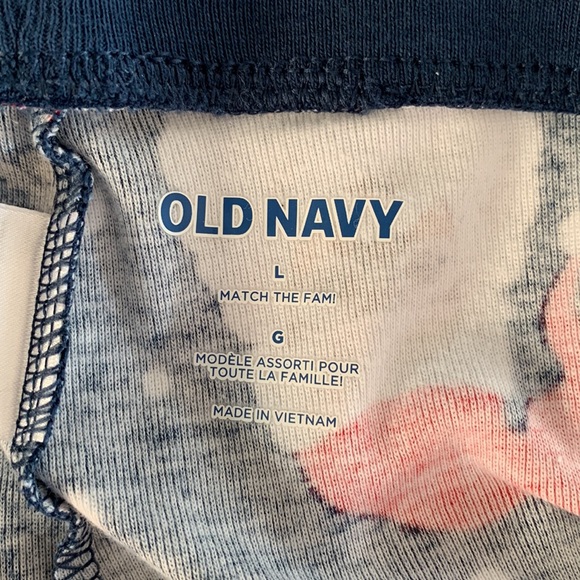 OLD NAVY
L
MATCH THE FAM!
G
MODÈLE ASSORTI POUR
TOUTE LA FAMILLE!
MADE IN VIETNAM